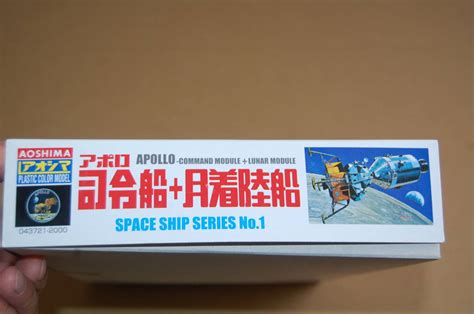 AOSHIMA
アオシマ
PLASTIC COLOR MODEL
043721-2000
アポロ APOLLO -COMMAND MODULE + LUNAR MODULE
司令船+月着陸船
SPACE SHIP SERIES No.1